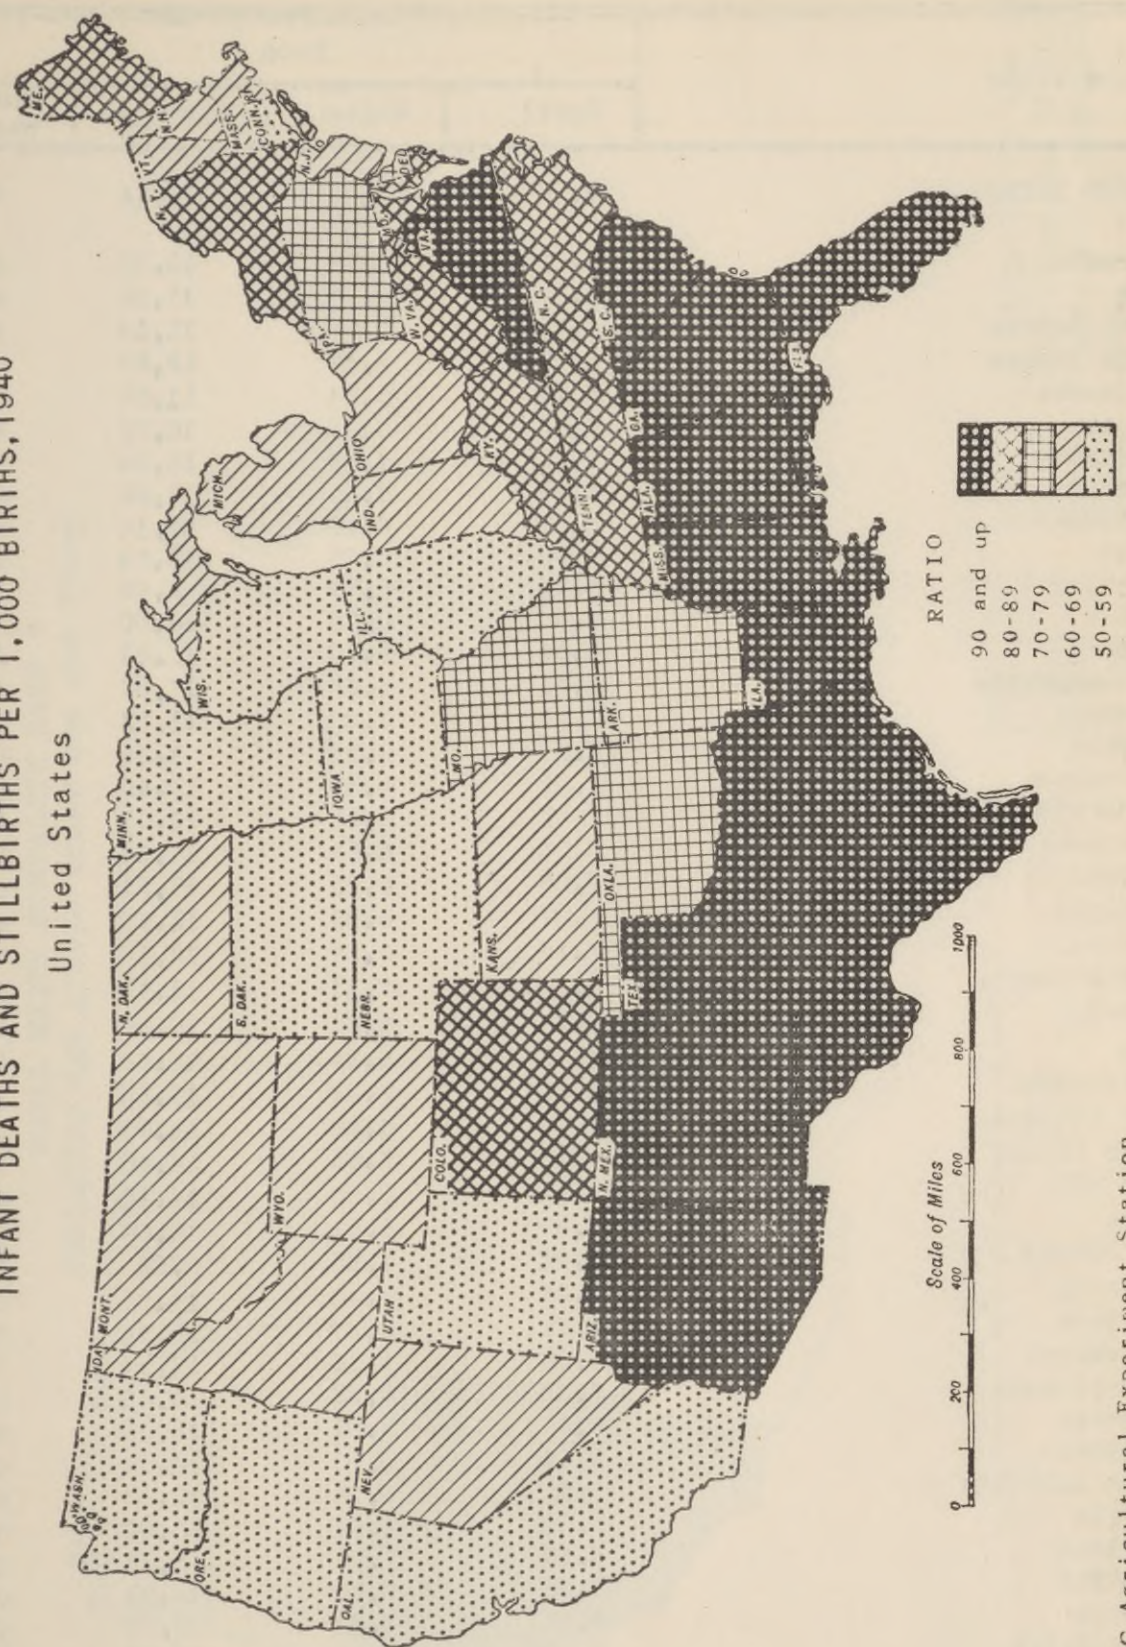 INFANT DEATHS AND STILLBIRTHS PER 1,000 BIRTHS, 1940
United States
WASH.
ORE.
CAL.
NEV.
IDA.
MONT.
WYO.
UTAH
ARIZ.
COLO.
N. MEX.
N. DAK.
S. DAK.
NEBR.
KANS.
OKLA.
TEX.
MINN.
IOWA
MO.
ARK.
LA.
WIS.
ILL.
MICH.
IND.
OHIO
KY.
TENN.
MISS.
ALA.
GA.
FLA.
S. C.
N. C.
VA.
W. VA.
MD.
DEL.
PA.
N.J.
N. Y.
CONN.
MASS.
VT.
N.H.
ME.
Scale of Miles
0 200 400 600 800 1000
RATIO
90 and up
80-89
70-79
60-69
50-59
Agricultural Experiment Station